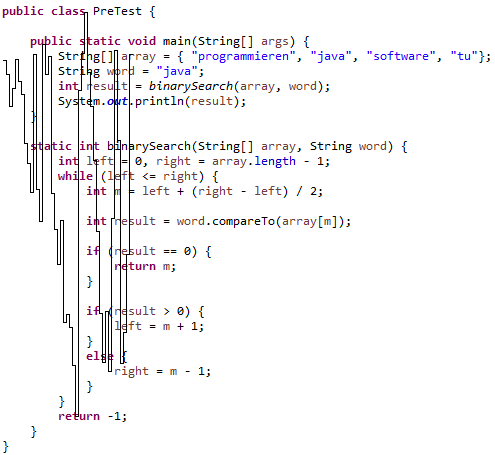 public class PreTest {
public static void main(String[] args) {
String[] array = { "programmieren", "java", "software", "tu"};
String word = "java";
int result = binarySearch(array, word);
System.out.println(result);
}
static int binarySearch(String[] array, String word) {
int left = 0, right = array.length - 1;
while (left <= right) {
int m = left + (right - left) / 2;
int result = word.compareTo(array[m]);
if (result == 0) {
return m;
}
if (result > 0) {
left = m + 1;
}
else {
right = m - 1;
}
}
return -1;
}
}